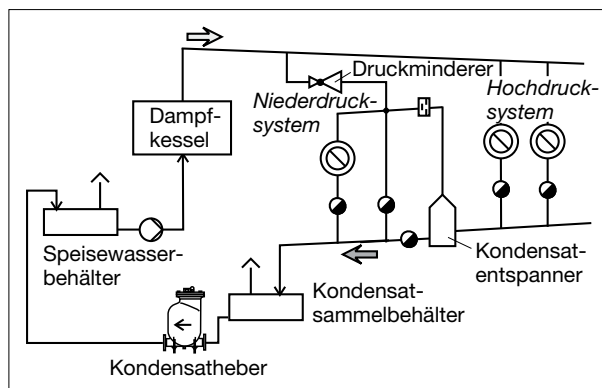 Druckminderer
Niederdruck-
system
Hochdruck-
system
Dampf-
kessel
Speisewasser-
behälter
Kondensat-
entspanner
Kondensat-
sammelbehälter
Kondensatheber